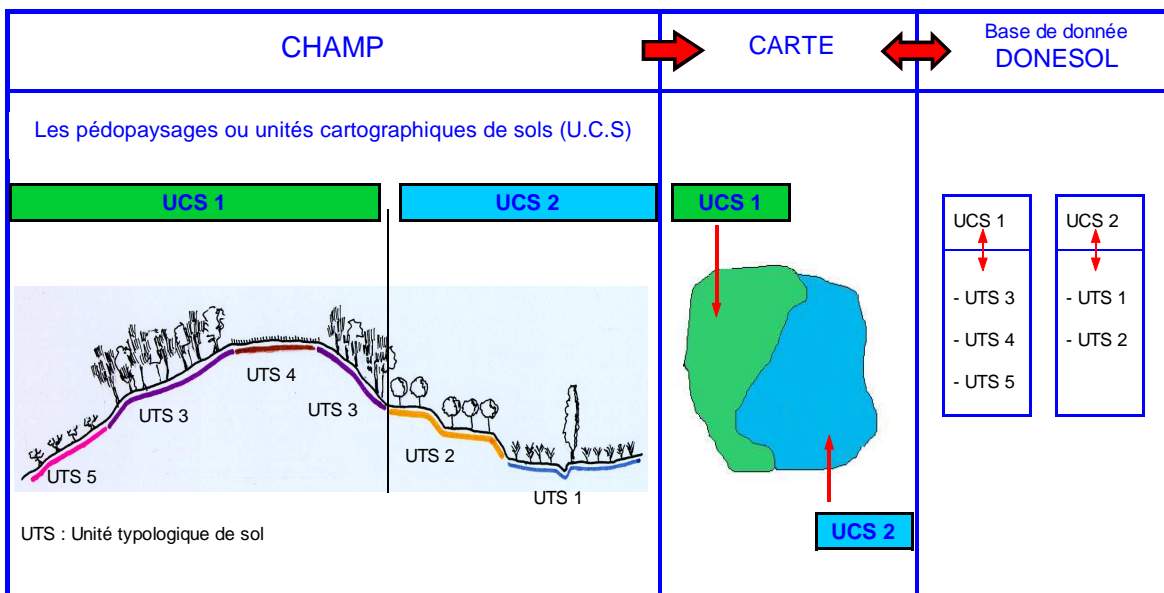 CHAMP
CARTE
Base de donnée
DONESOL
Les pédopaysages ou unités cartographiques de sols (U.C.S)
UCS 1
UCS 2
UTS 4
UTS 3
UTS 3
UTS 2
UTS 5
UTS 1
UTS : Unité typologique de sol
UCS 1
UCS 2
UCS 1
- UTS 3
- UTS 4
- UTS 5
UCS 2
- UTS 1
- UTS 2